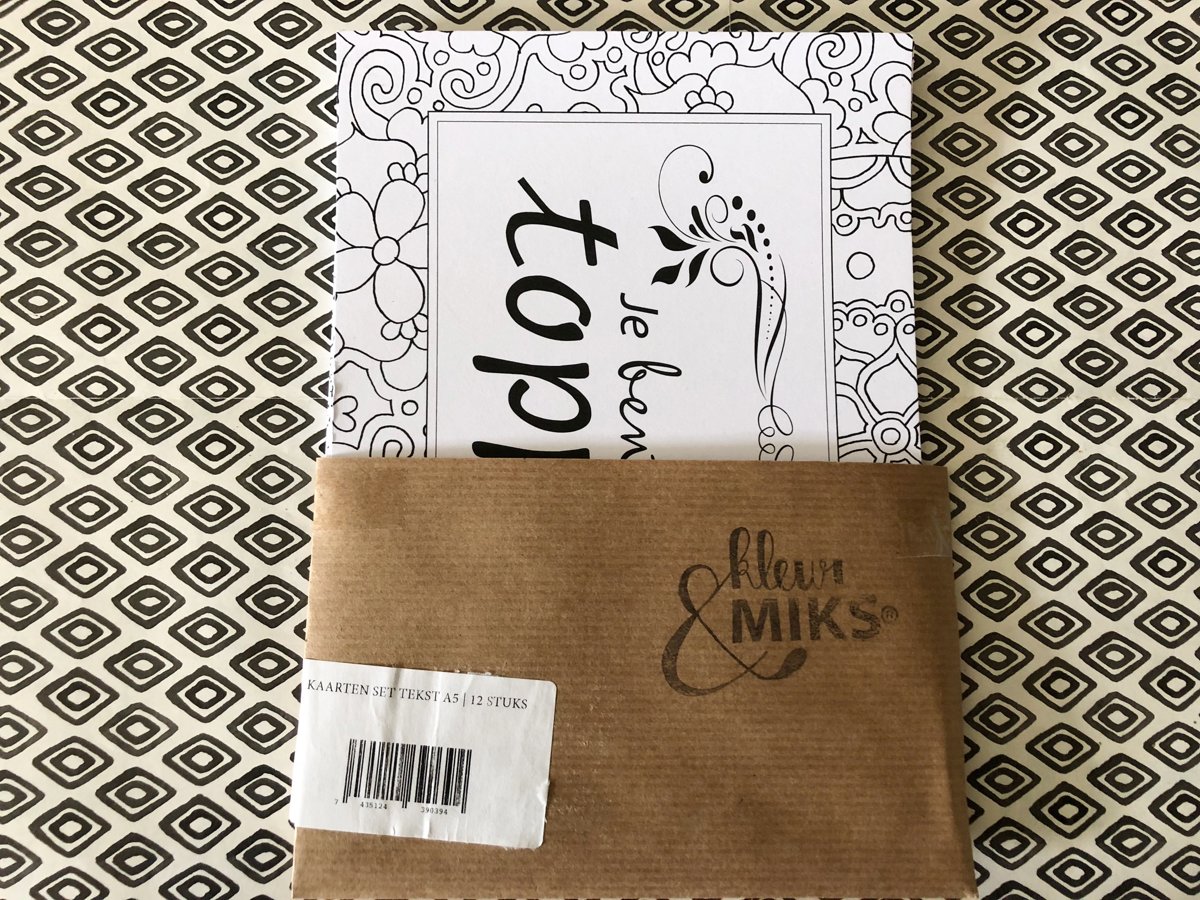 Je ben
top
kleur
& MIKS®
KAARTEN SET TEKST A5 | 12 STUKS
7 435124 390394